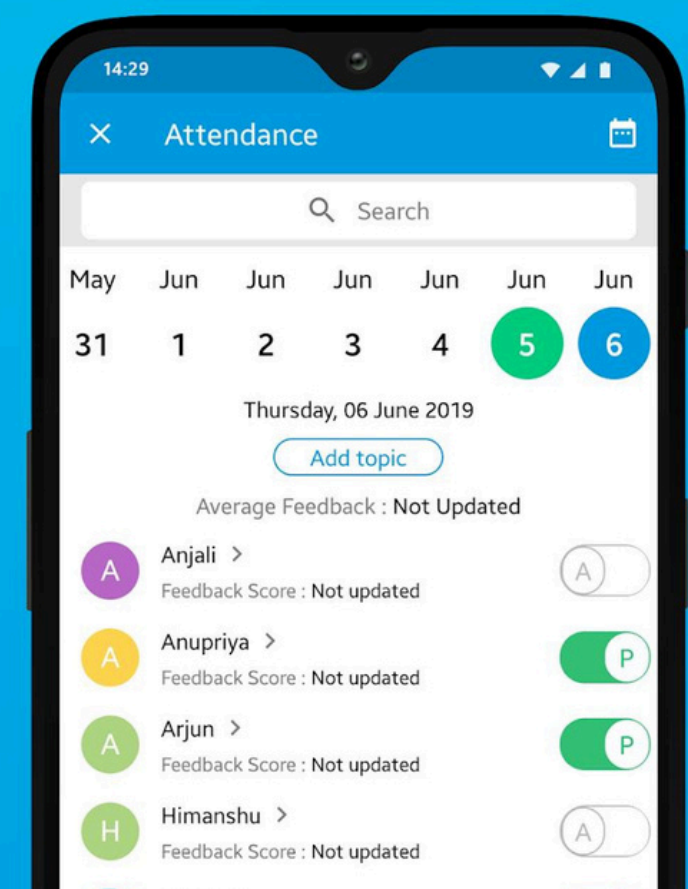 14:29
Attendance
Search
May Jun Jun Jun Jun Jun Jun
31 1 2 3 4 5 6
Thursday, 06 June 2019
Add topic
Average Feedback : Not Updated
A Anjali >
Feedback Score : Not updated
A
A Anupriya >
Feedback Score : Not updated
P
A Arjun >
Feedback Score : Not updated
P
H Himanshu >
Feedback Score : Not updated
A